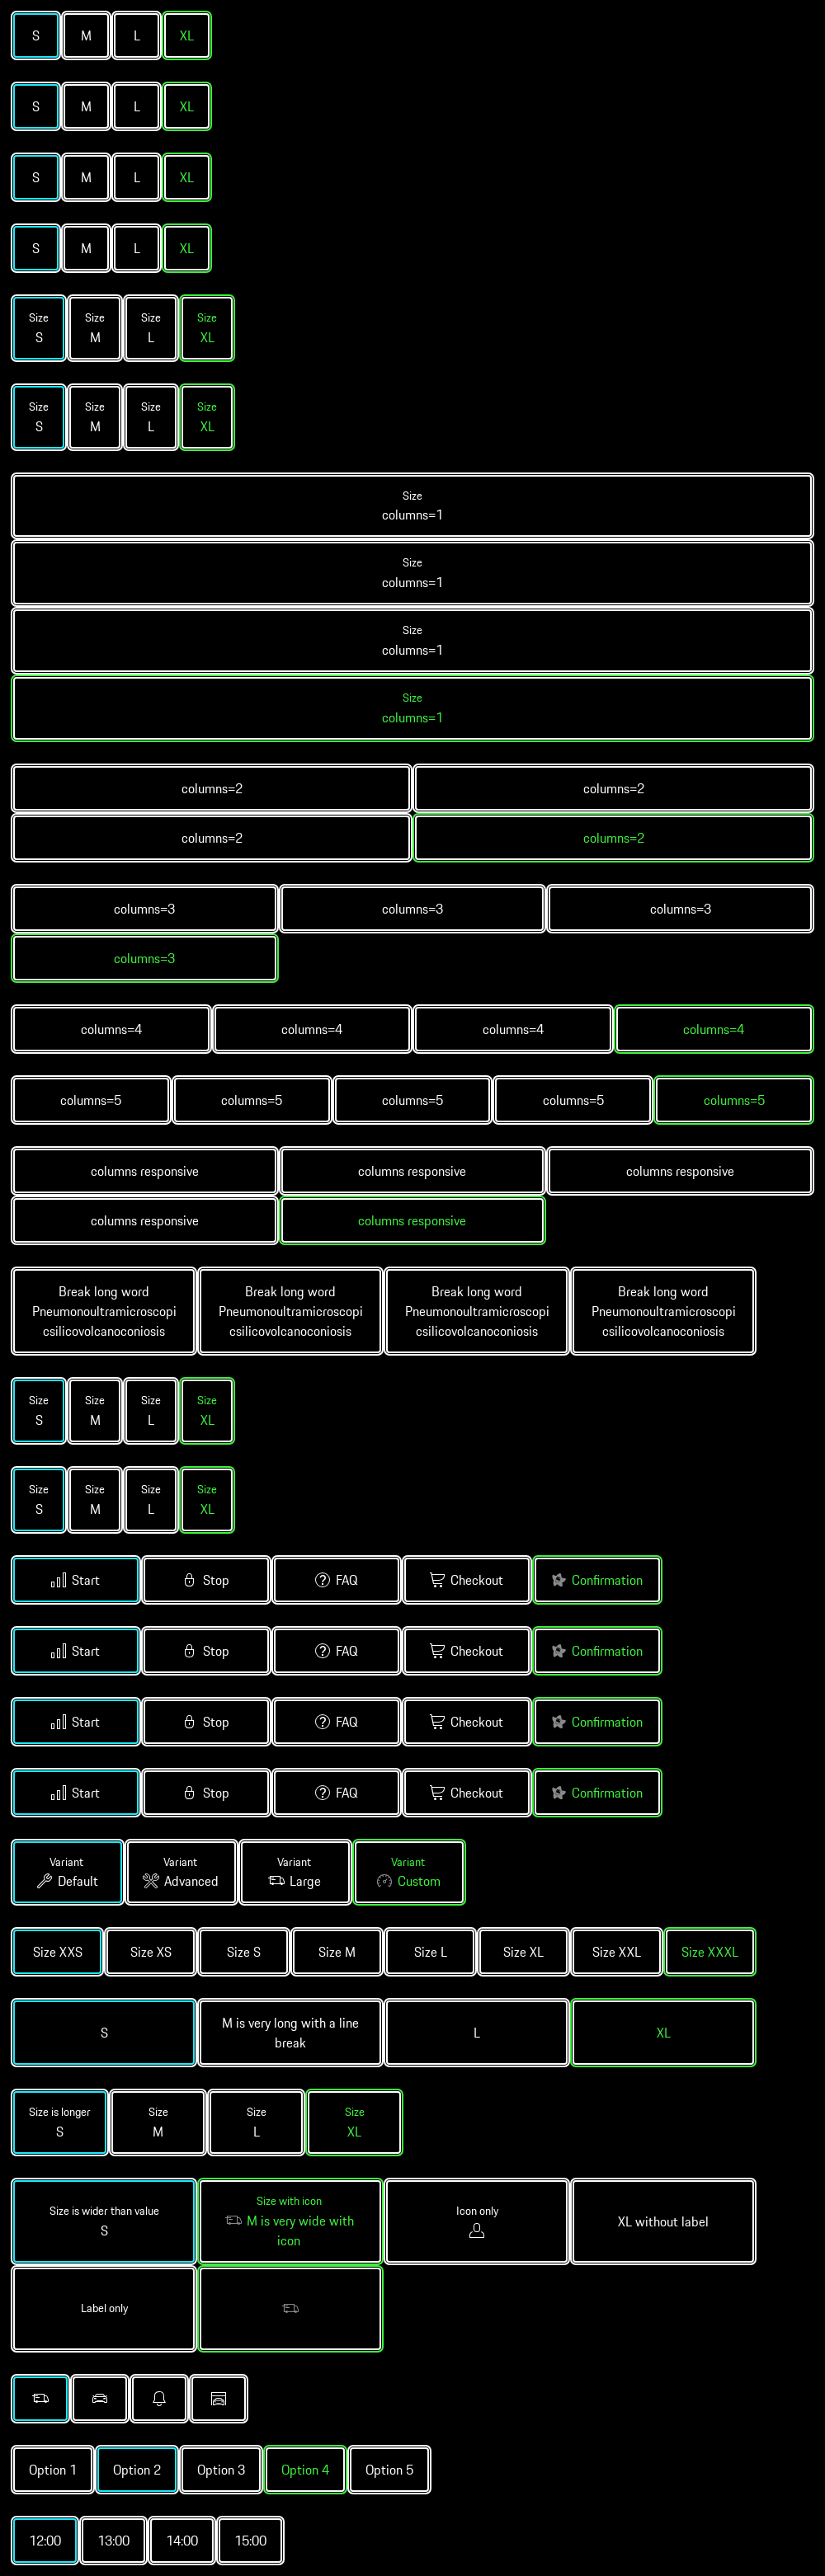 S M L XL
S M L XL
S M L XL
S M L XL
Size Size Size Size
S M L XL
Size Size Size Size
S M L XL
Size
columns=1
Size
columns=1
Size
columns=1
Size
columns=1
columns=2 columns=2
columns=2 columns=2
columns=3 columns=3 columns=3
columns=3
columns=4 columns=4 columns=4 columns=4
columns=5 columns=5 columns=5 columns=5 columns=5
columns responsive columns responsive columns responsive
columns responsive columns responsive
Break long word Break long word Break long word Break long word
Pneumonoultramicroscopi Pneumonoultramicroscopi Pneumonoultramicroscopi Pneumonoultramicroscopi
csilicovolcanoconiosis csilicovolcanoconiosis csilicovolcanoconiosis csilicovolcanoconiosis
Size Size Size Size
S M L XL
Size Size Size Size
S M L XL
Start Stop FAQ Checkout Confirmation
Start Stop FAQ Checkout Confirmation
Start Stop FAQ Checkout Confirmation
Start Stop FAQ Checkout Confirmation
Variant Variant Variant Variant
Default Advanced Large Custom
Size XXS Size XS Size S Size M Size L Size XL Size XXL Size XXXL
S
M is very long with a line
break
L
XL
Size is longer Size Size Size
S M L XL
Size is wider than value
S
Size with icon
M is very wide with
icon
Icon only
XL without label
Label only
Option 1 Option 2 Option 3 Option 4 Option 5
12:00 13:00 14:00 15:00